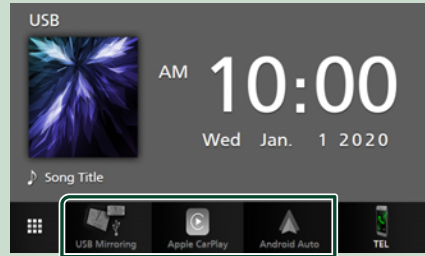 USB
AM 10:00
Wed Jan. 1 2020
♪ Song Title
USB Mirroring Apple CarPlay Android Auto TEL